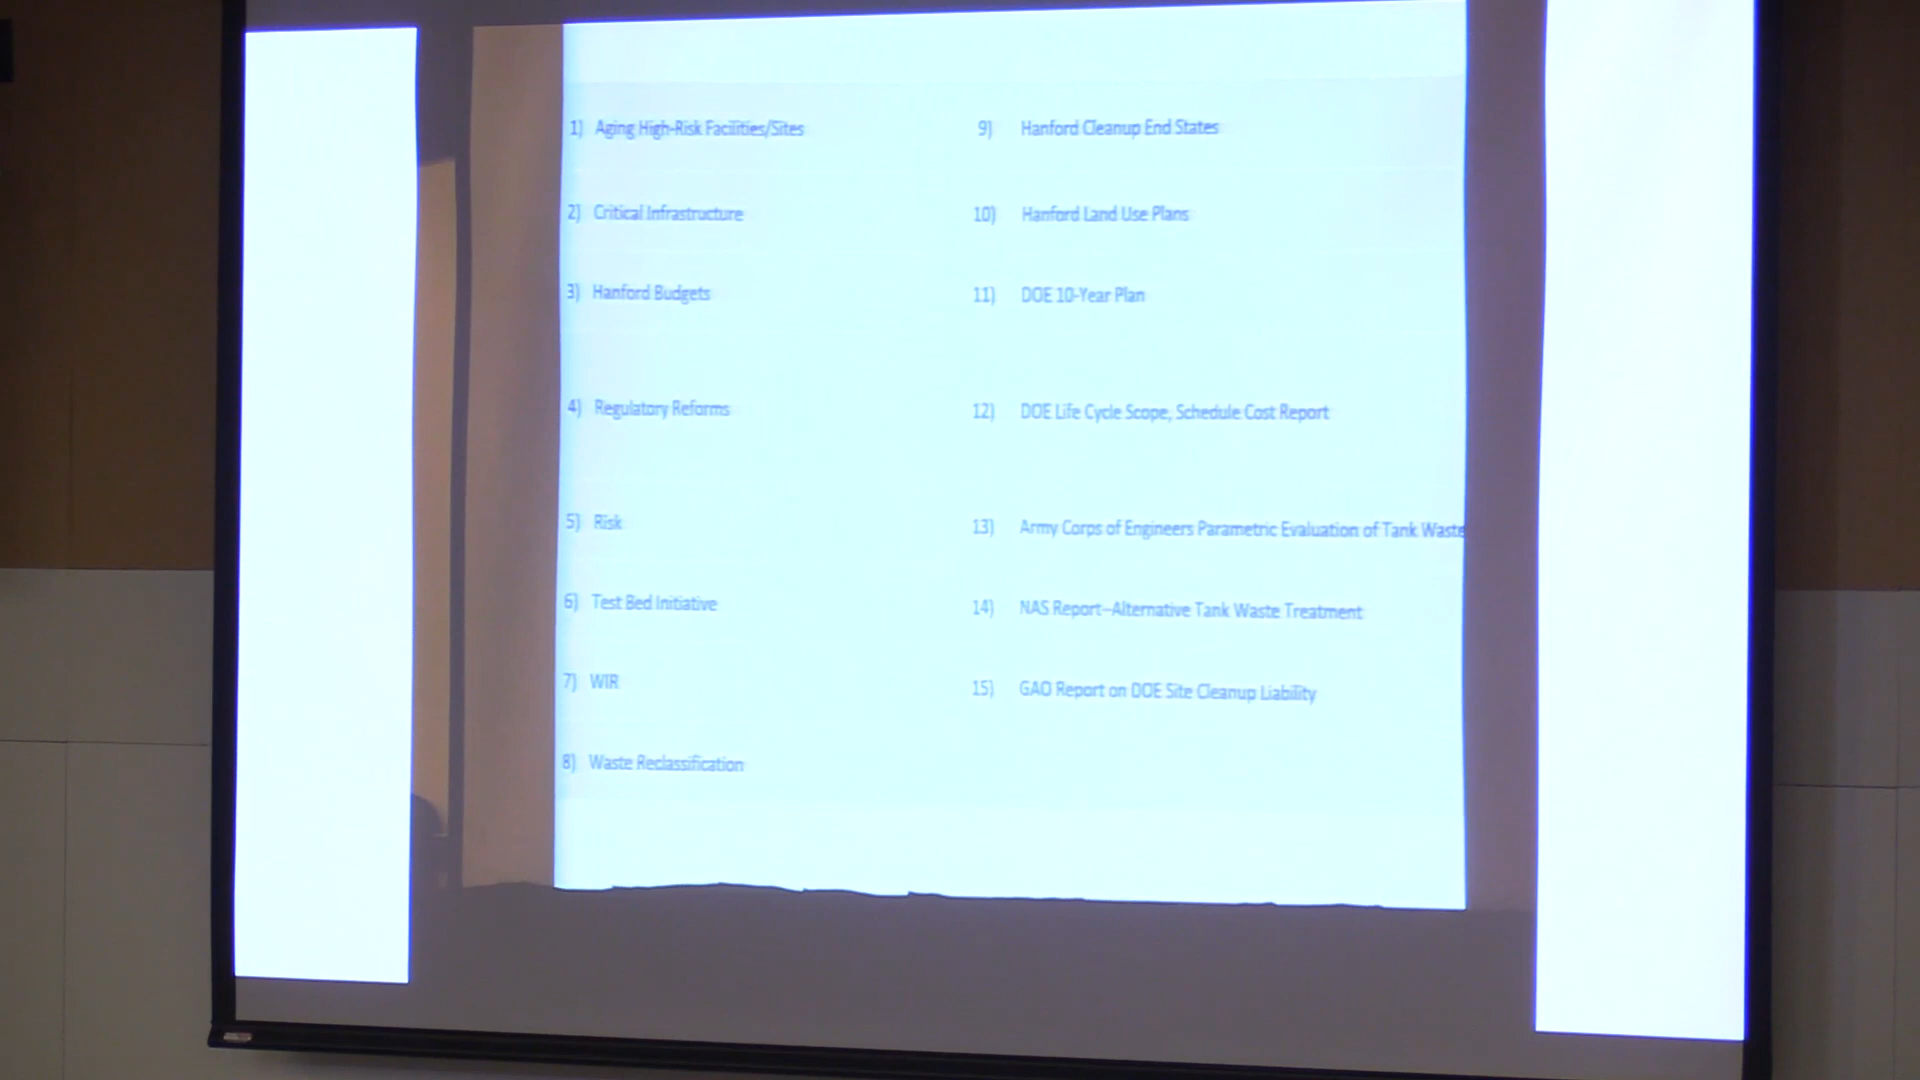 1) Aging High-Risk Facilities/Sites
2) Critical Infrastructure
3) Hanford Budgets
4) Regulatory Reforms
5) Risk
6) Test Bed Initiative
7) WIR
8) Waste Reclassification
9) Hanford Cleanup End States
10) Hanford Land Use Plans
11) DOE 10-Year Plan
12) DOE Life Cycle Scope, Schedule Cost Report
13) Army Corps of Engineers Parametric Evaluation of Tank Waste
14) NAS Report--Alternative Tank Waste Treatment
15) GAO Report on DOE Site Cleanup Liability